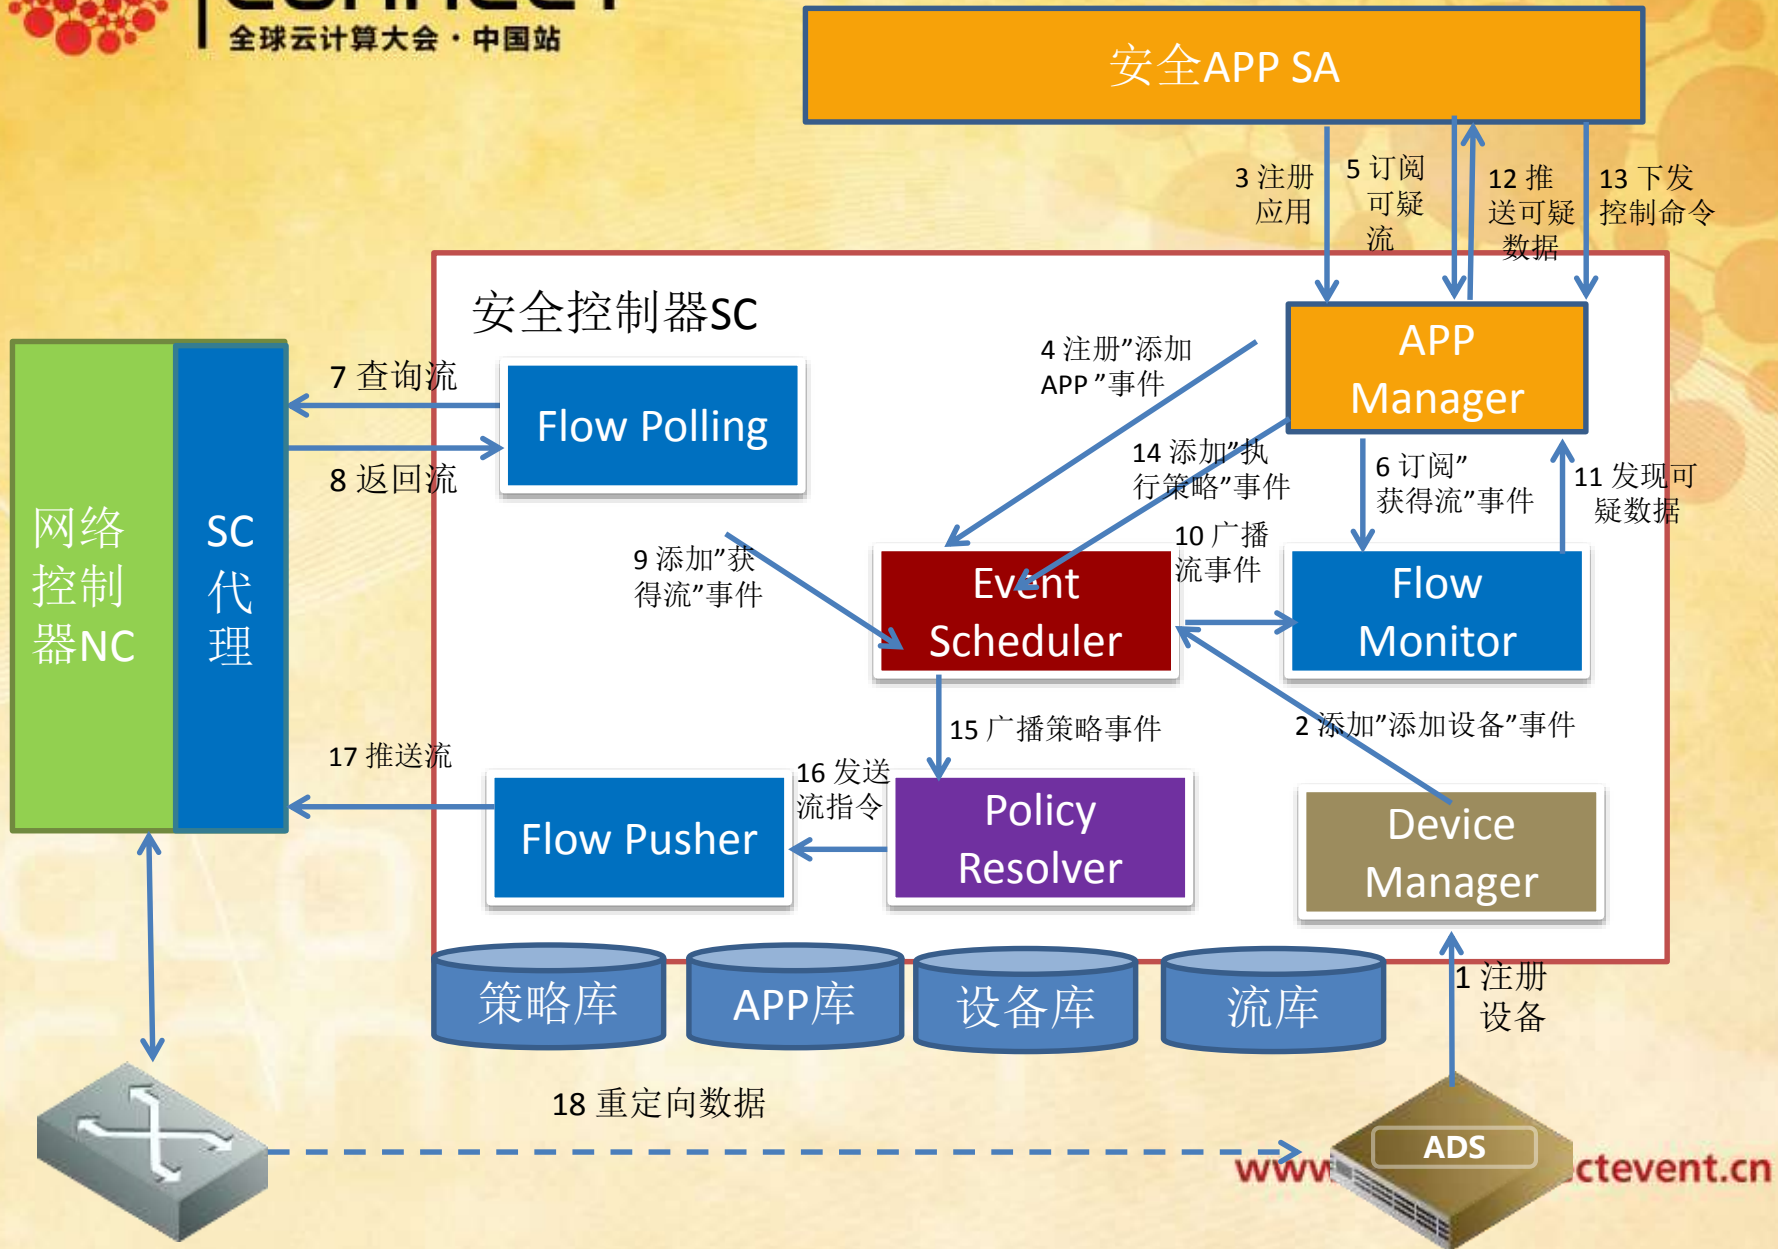 全球云计算大会·中国站
安全APP SA
3 注册
应用
5 订阅
可疑
流
12 推
送可疑
数据
13 下发
控制命令
安全控制器SC
APP
Manager
4 注册”添加
APP ”事件
7 查询流
Flow Polling
8 返回流
14 添加”执
行策略”事件
6 订阅”
获得流”事件
11 发现可
疑数据
网络
控制
器NC
SC
代
理
9 添加”获
得流”事件
10 广播
流事件
Event
Scheduler
Flow
Monitor
15 广播策略事件
2 添加”添加设备”事件
17 推送流
16 发送
流指令
Flow Pusher
Policy
Resolver
Device
Manager
策略库
APP库
设备库
流库
1 注册
设备
18 重定向数据
ADS
ctevent.cn